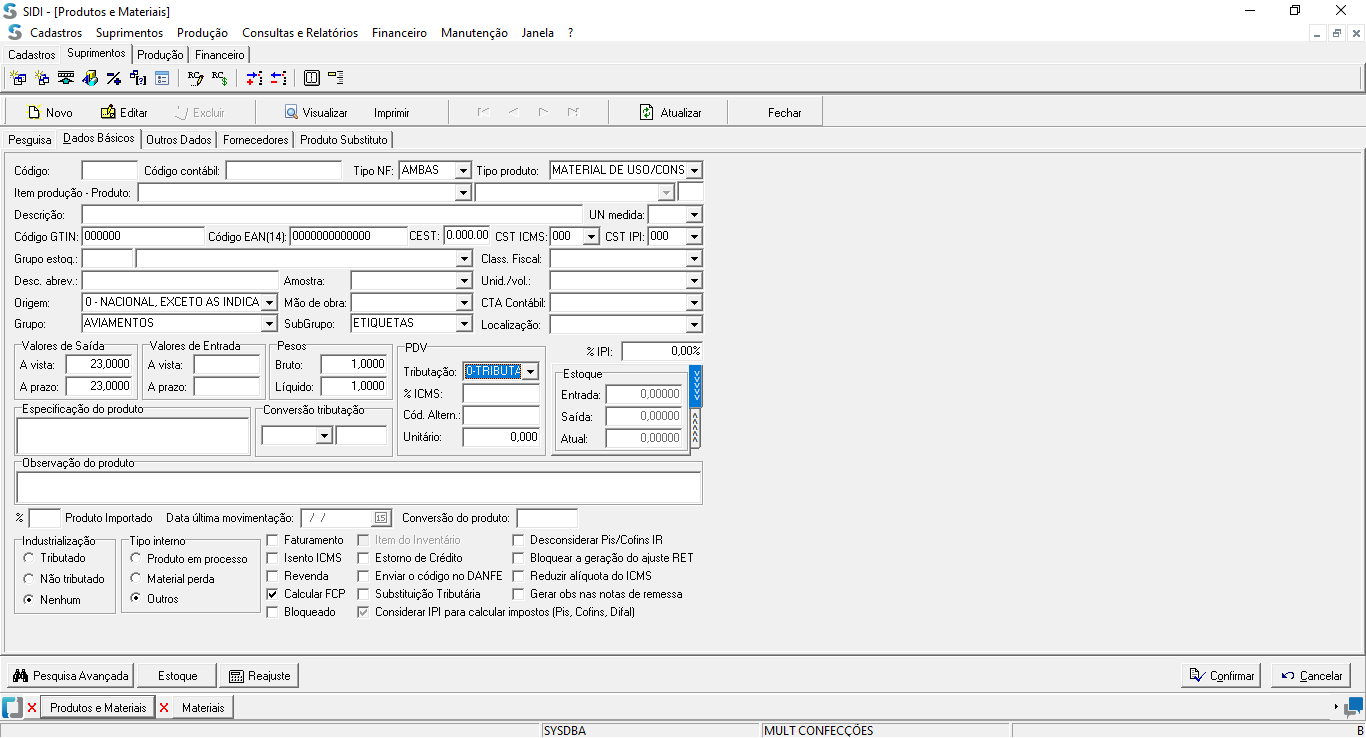 SIDI - [Produtos e Materiais]
Cadastros Suprimentos Produção Consultas e Relatórios Financeiro Manutenção Janela ?
Cadastros Suprimentos Produção Financeiro
Novo Editar Excluir Visualizar Imprimir Atualizar Fechar
Pesquisa Dados Básicos Outros Dados Fornecedores Produto Substituto
Código: Código contábil: Tipo NF: AMBAS Tipo produto: MATERIAL DE USO/CONS
Item produção - Produto:
Descrição: UN medida:
Código GTIN: 000000 Código EAN(14): 0000000000000 CEST: 0.000.00 CST ICMS: 000 CST IPI: 000
Grupo estoq.: Class. Fiscal:
Desc. abrev.: Amostra: Unid./vol.:
Origem: 0 - NACIONAL, EXCETO AS INDICA Mão de obra: CTA Contábil:
Grupo: AVIAMENTOS SubGrupo: ETIQUETAS Localização:
Valores de Saída Valores de Entrada Pesos PDV % IPI: 0,00%
A vista: 23,0000 A vista: Bruto: 1,0000 Tributação: 0-TRIBUTA Estoque
A prazo: 23,0000 A prazo: Líquido: 1,0000 % ICMS: Entrada: 0,00000
Especificação do produto Conversão tributação Cód. Altern.: Saída: 0,00000
Unitário: 0,000 Atual: 0,00000
Observação do produto
% Produto Importado Data última movimentação: / / 15 Conversão do produto:
Industrialização Tipo interno Faturamento Item do Inventário Desconsiderar Pis/Cofins IR
Tributado Produto em processo Isento ICMS Estorno de Crédito Bloquear a geração do ajuste RET
Não tributado Material perda Revenda Enviar o código no DANFE Reduzir alíquota do ICMS
Nenhum Outros Calcular FCP Substituição Tributária Gerar obs nas notas de remessa
Bloqueado Considerar IPI para calcular impostos (Pis, Cofins, Difal)
Pesquisa Avançada Estoque Reajuste Confirmar Cancelar
Produtos e Materiais Materiais
SYSDBA MULT CONFECÇÕES B